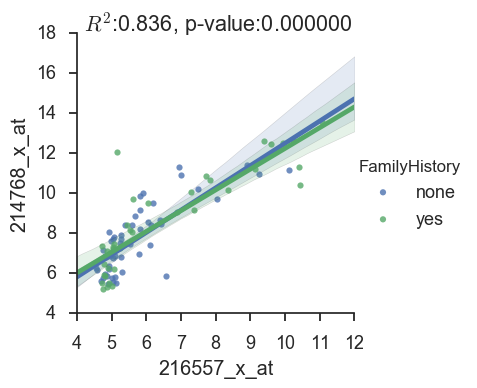 R²:0.836, p-value:0.000000
18
16
14
12
10
8
6
4
214768_x_at
4 5 6 7 8 9 10 11 12
216557_x_at
FamilyHistory
none
yes